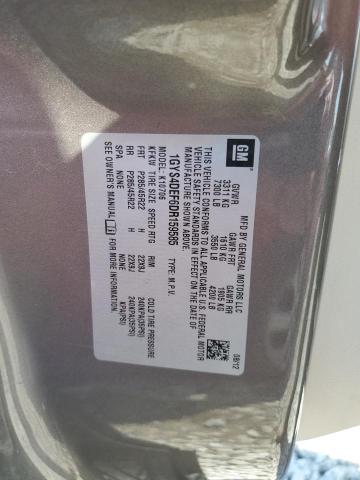 GM
MFD BY GENERAL MOTORS LLC 08/12
GVWR GAWR FRT GAWR RR
3311 KG 1610 KG 1905 KG
7300 LB 3550 LB 4200 LB
THIS VEHICLE CONFORMS TO ALL APPLICABLE U.S. FEDERAL MOTOR
VEHICLE SAFETY STANDARDS IN EFFECT ON THE DATE OF
MANUFACTURE SHOWN ABOVE.
1GYS4DEF6DR159585 TYPE: M.P.V.
MODEL: K10706
KFKW TIRE SIZE SPEED RTG RIM COLD TIRE PRESSURE
FRT P285/45R22 H 22X9J 240KPA(35PSI)
RR P285/45R22 H 22X9J 240KPA(35PSI)
SPA NONE NONE KPA(PSI)
SEE OWNER'S MANUAL FOR MORE INFORMATION.